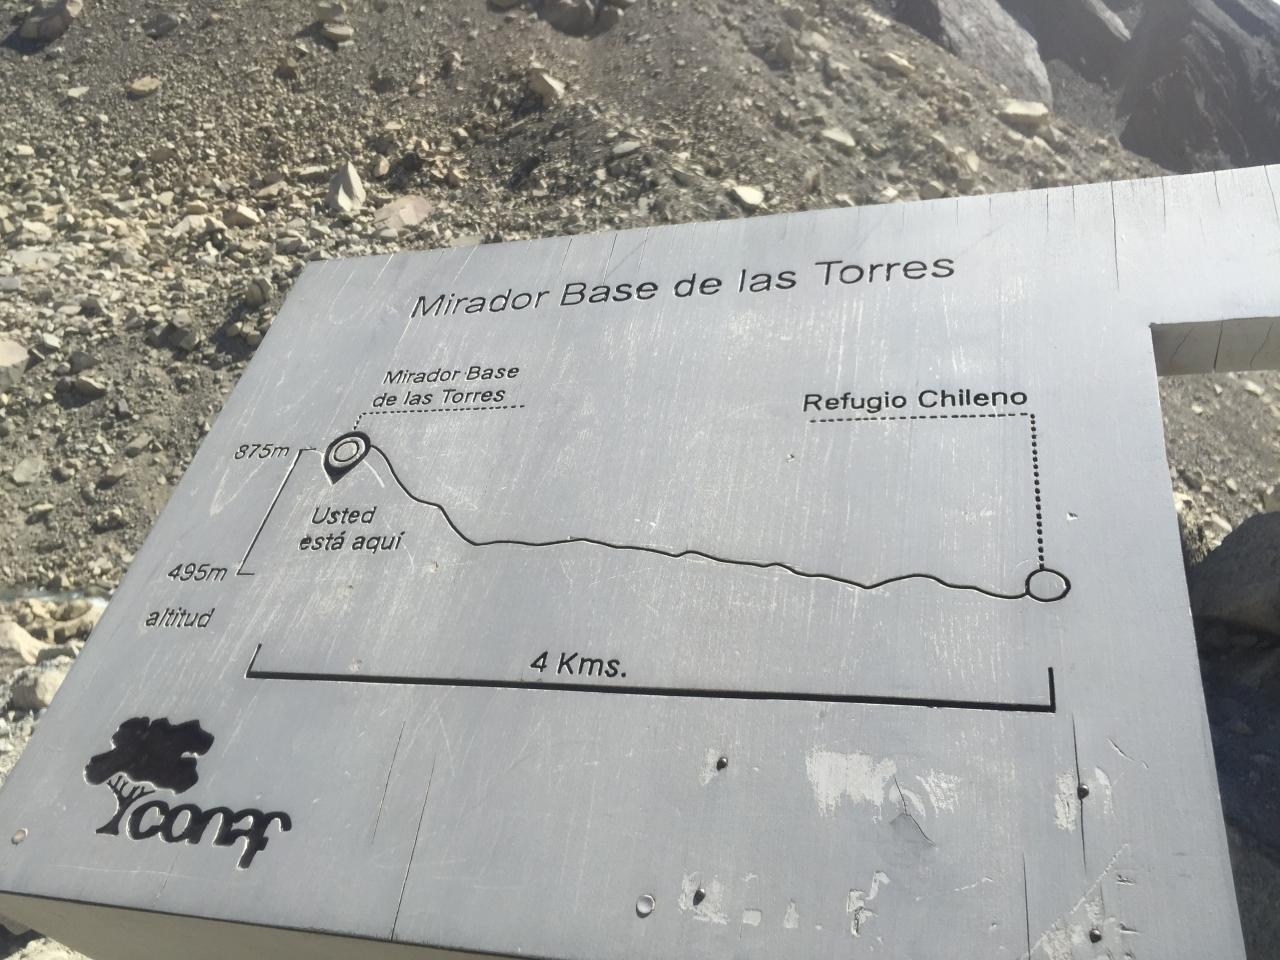 Mirador Base de las Torres
Mirador Base
de las Torres
Refugio Chileno
875m
Usted
está aquí
495m
altitud
4 Kms.
conaf